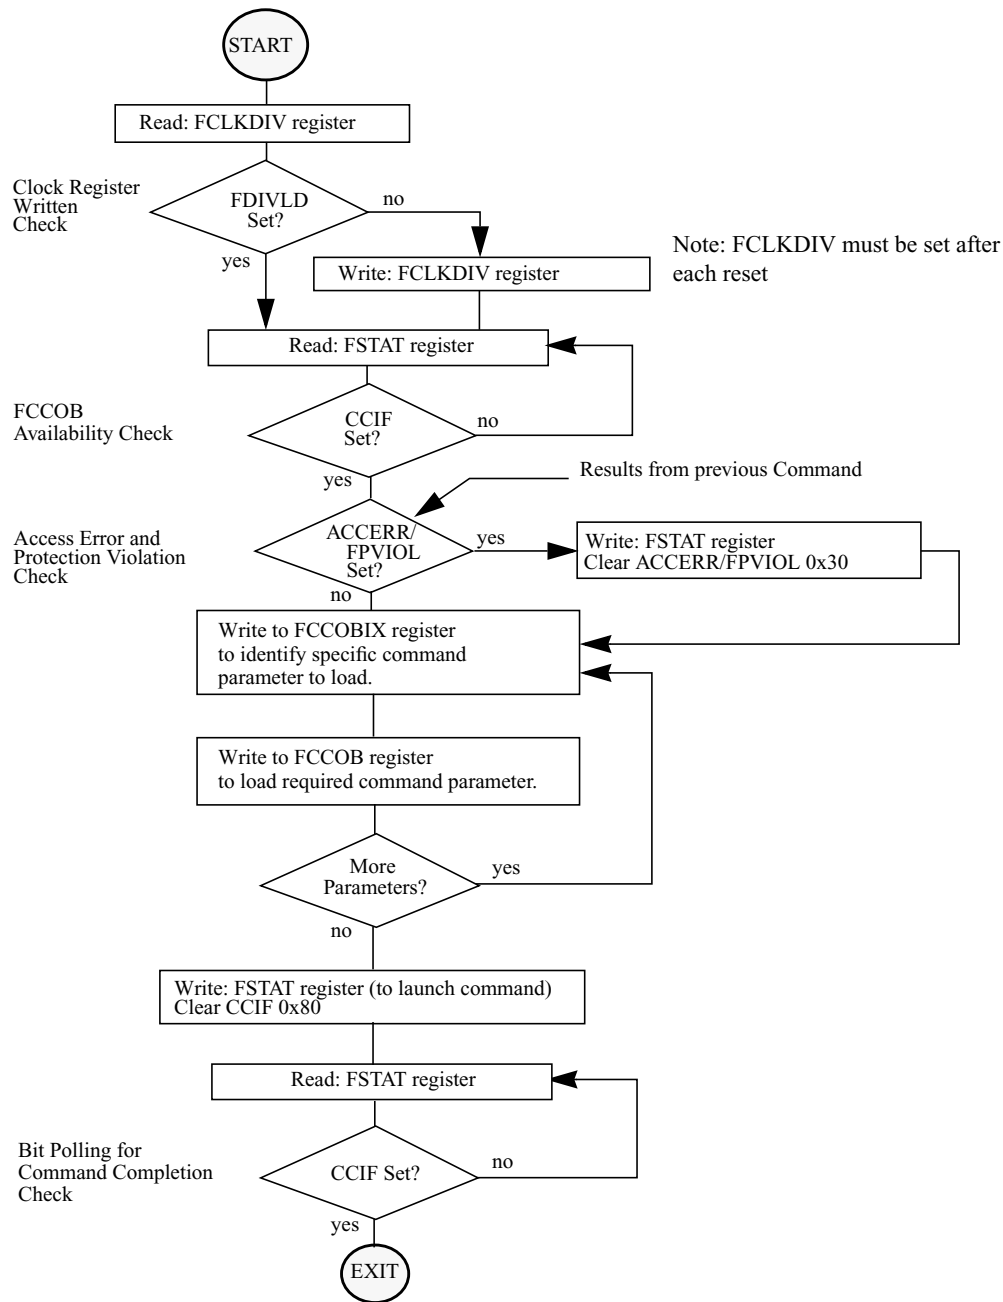 START
Read: FCLKDIV register
Clock Register
Written
Check
FDIVLD
Set?
no
yes
Note: FCLKDIV must be set after
each reset
Write: FCLKDIV register
Read: FSTAT register
FCCOB
Availability Check
CCIF
Set?
no
yes
Results from previous Command
Access Error and
Protection Violation
Check
ACCERR/
FPVIOL
Set?
yes
no
Write: FSTAT register
Clear ACCERR/FPVIOL 0x30
Write to FCCOBIX register
to identify specific command
parameter to load.
Write to FCCOB register
to load required command parameter.
More
Parameters?
yes
no
Write: FSTAT register (to launch command)
Clear CCIF 0x80
Read: FSTAT register
Bit Polling for
Command Completion
Check
CCIF Set?
no
yes
EXIT